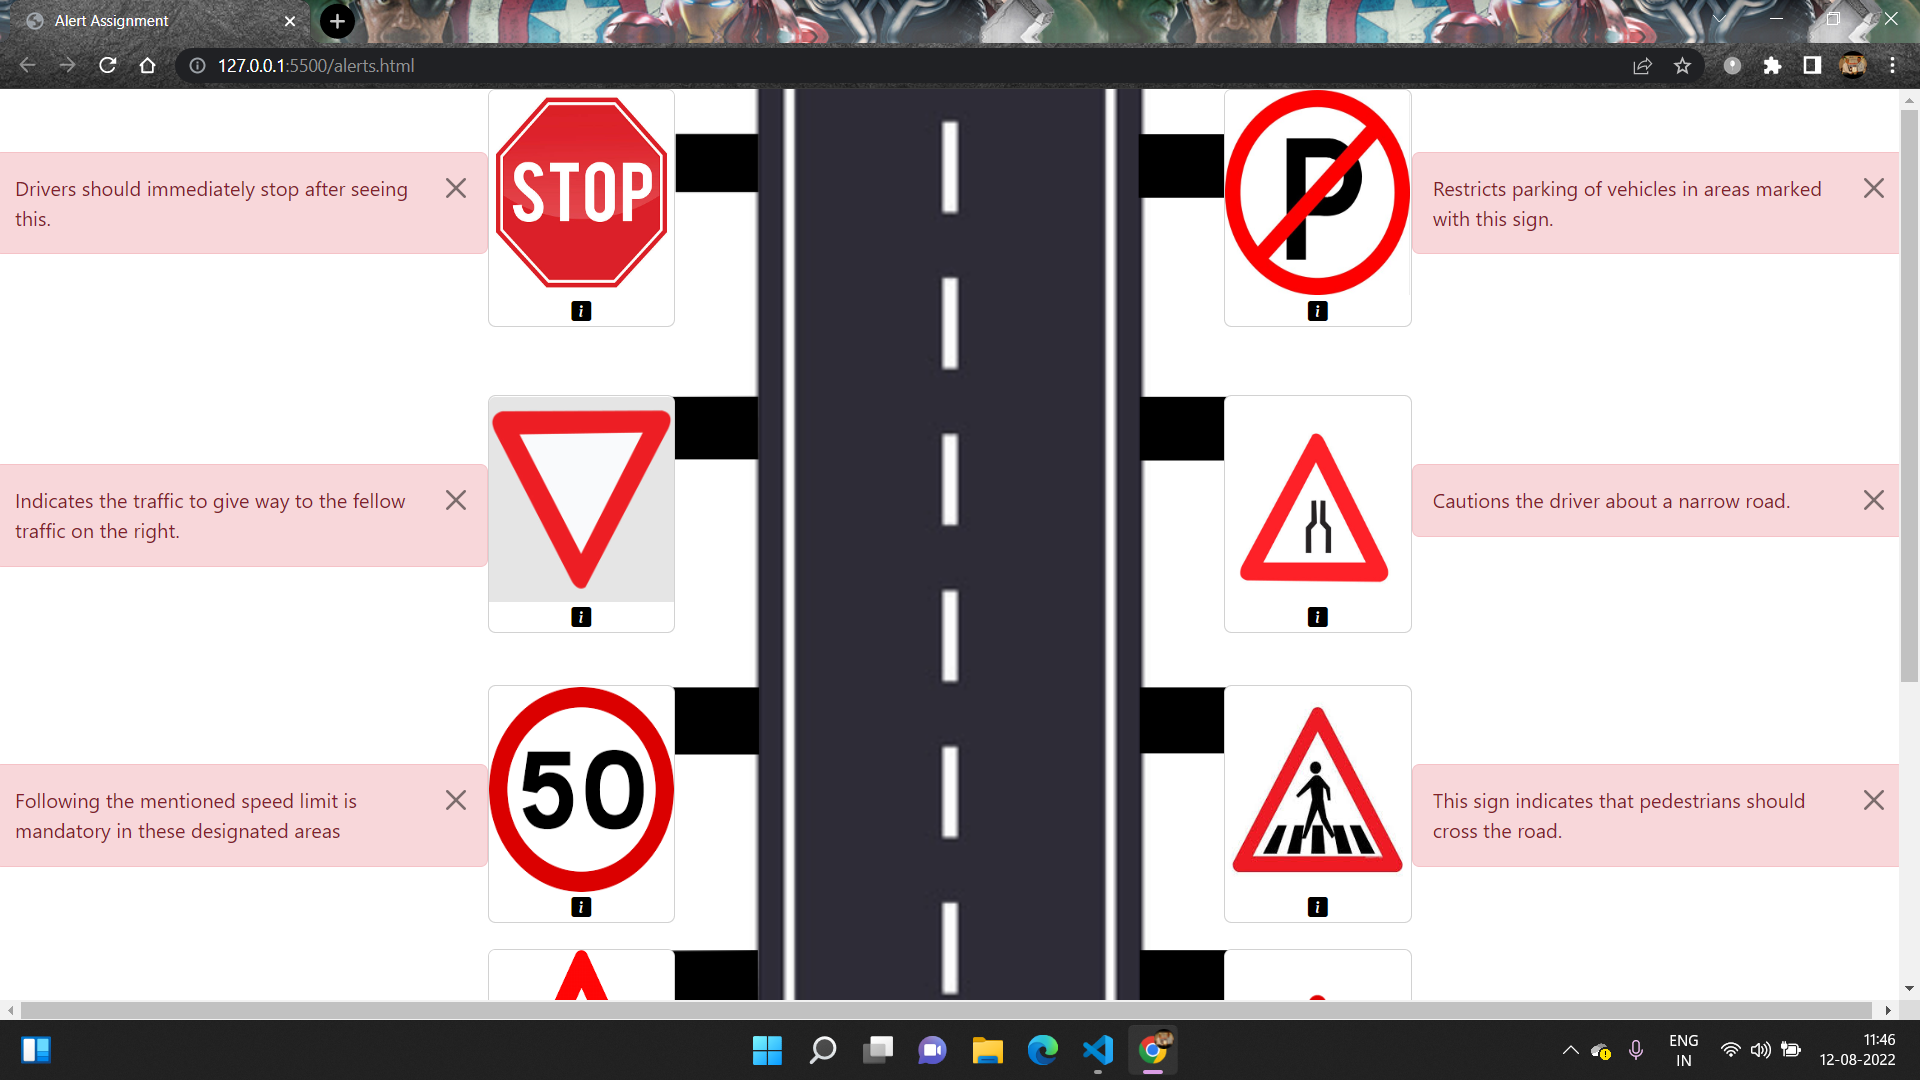 Alert Assignment
127.0.0.1:5500/alerts.html
STOP
Drivers should immediately stop after seeing
this.
i
P
Restricts parking of vehicles in areas marked
with this sign.
i
Indicates the traffic to give way to the fellow
traffic on the right.
i
Cautions the driver about a narrow road.
i
50
Following the mentioned speed limit is
mandatory in these designated areas
i
This sign indicates that pedestrians should
cross the road.
i
ENG
IN
11:46
12-08-2022